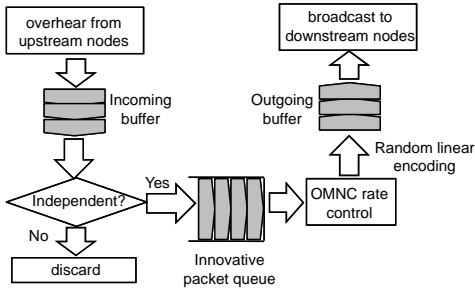 overhear from
upstream nodes
Incoming
buffer
Independent?
Yes
No
discard
Innovative
packet queue
OMNC rate
control
Random linear
encoding
Outgoing
buffer
broadcast to
downstream nodes